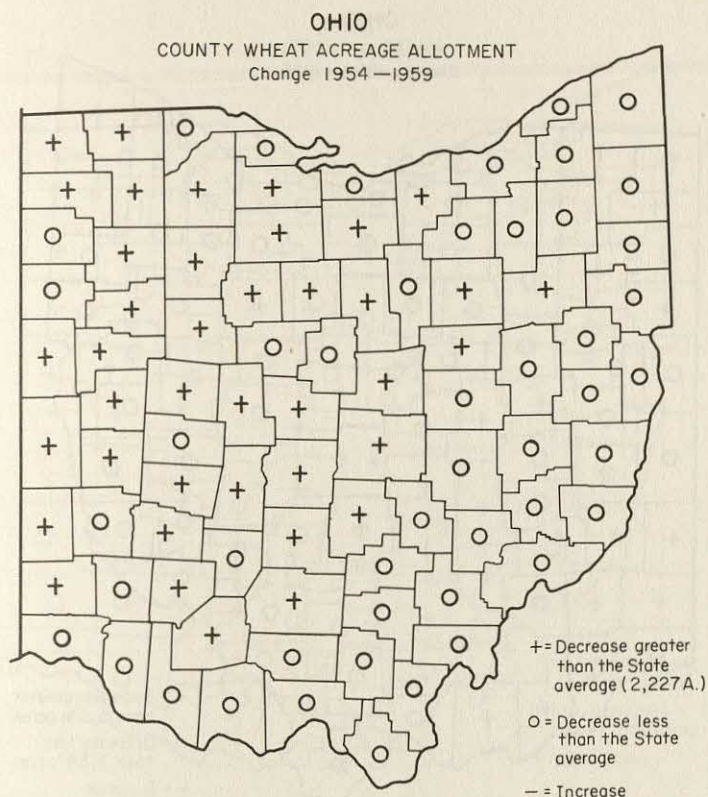 OHIO
COUNTY WHEAT ACREAGE ALLOTMENT
Change 1954—1959
+ = Decrease greater
than the State
average (2,227A.)
O = Decrease less
than the State
average
— = Increase